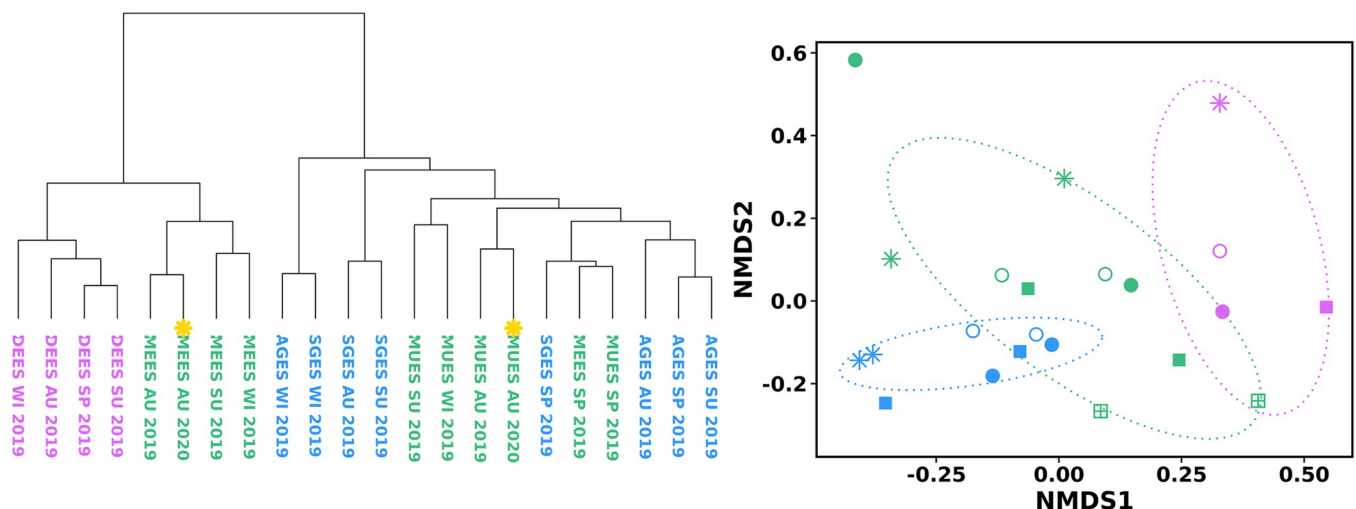 DEES WI 2019
DEES AU 2019
DEES SP 2019
DEES SU 2019
MEES AU 2019
MEES AU 2020
MEES SU 2019
MEES WI 2019
AGES WI 2019
SGES WI 2019
SGES AU 2019
SGES SU 2019
MUES SU 2019
MUES WI 2019
MUES AU 2019
MUES AU 2020
SGES SP 2019
MEES SP 2019
MUES SP 2019
AGES AU 2019
AGES SP 2019
AGES SU 2019
NMDS2
0.6
0.4
0.2
0.0
-0.2
-0.25
0.00
0.25
0.50
NMDS1